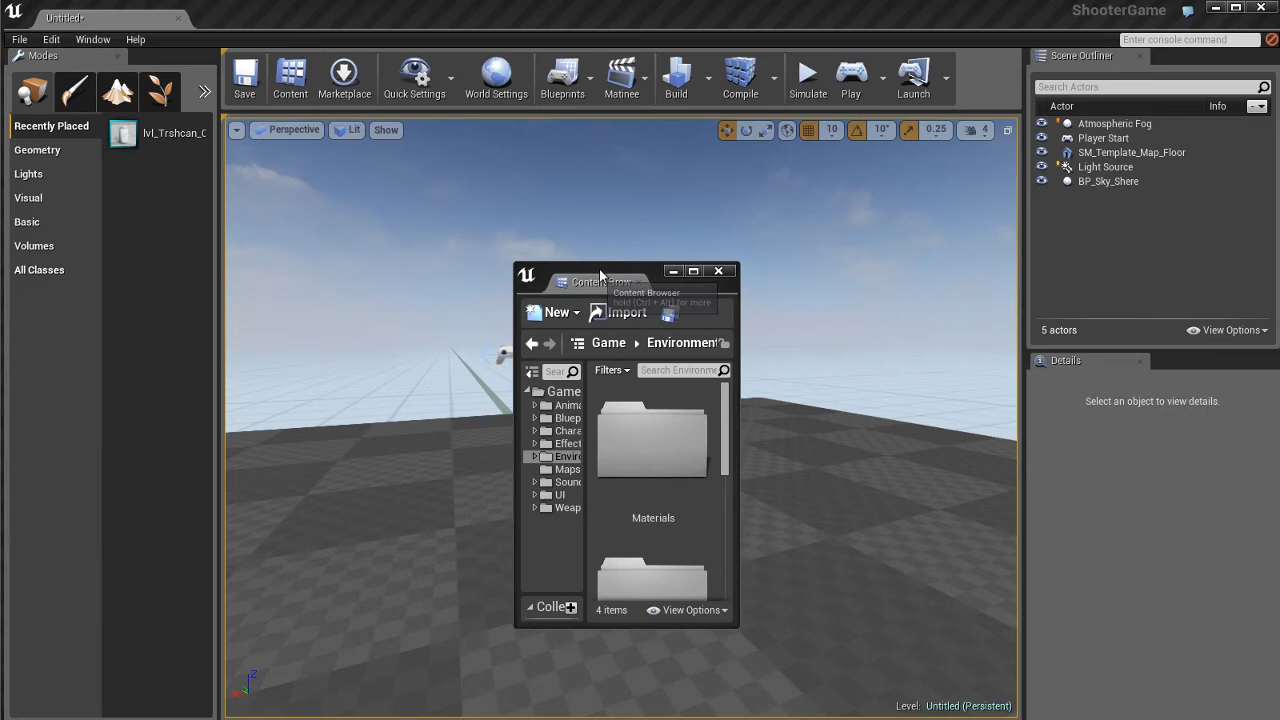 Untitled*
ShooterGame
File Edit Window Help
Enter console command
Modes
Save Content Marketplace Quick Settings World Settings Blueprints Matinee Build Compile Simulate Play Launch
Scene Outliner
Search Actors
Actor Info
Recently Placed
Geometry
Lights
Visual
Basic
Volumes
All Classes
lvl_Trshcan_C
Perspective Lit Show
10 10° 0.25 4
Atmospheric Fog
Player Start
SM_Template_Map_Floor
Light Source
BP_Sky_Shere
5 actors View Options
Details
Select an object to view details.
Content Brow
Content Browser
hold (Ctrl + Alt) for more
New Import
Game Environment
Sear
Filters Search Environme
Game
Anima
Bluep
Chara
Effect
Enviro
Maps
Sound
UI
Weap
Materials
Colle
4 items View Options
Z
Level: Untitled (Persistent)